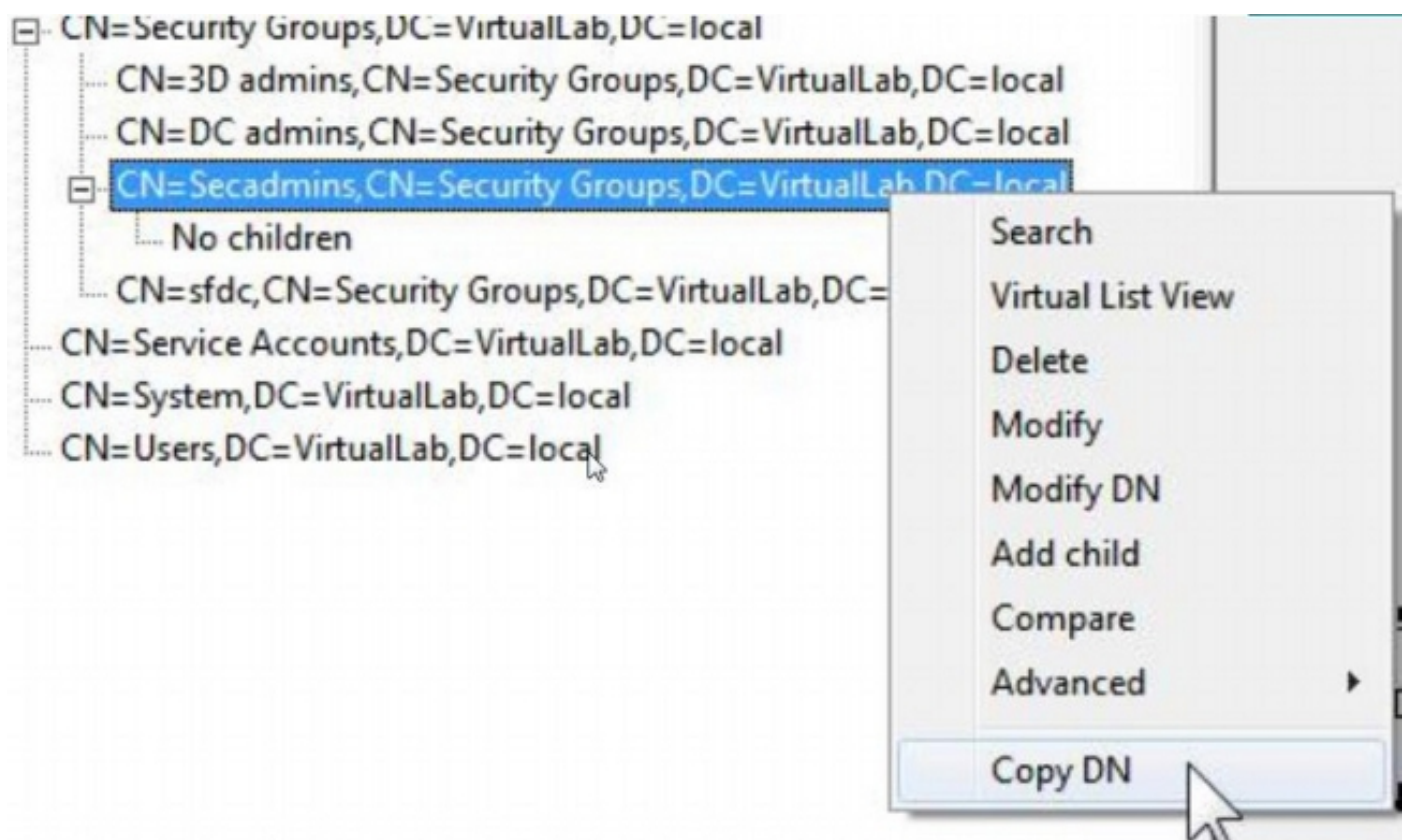 CN=Security Groups,DC=VirtualLab,DC=local
CN=3D admins,CN=Security Groups,DC=VirtualLab,DC=local
CN=DC admins,CN=Security Groups,DC=VirtualLab,DC=local
CN=Secadmins,CN=Security Groups,DC=VirtualLab,DC=local
No children
CN=sfdc,CN=Security Groups,DC=VirtualLab,DC=
CN=Service Accounts,DC=VirtualLab,DC=local
CN=System,DC=VirtualLab,DC=local
CN=Users,DC=VirtualLab,DC=local
Search
Virtual List View
Delete
Modify
Modify DN
Add child
Compare
Advanced
Copy DN